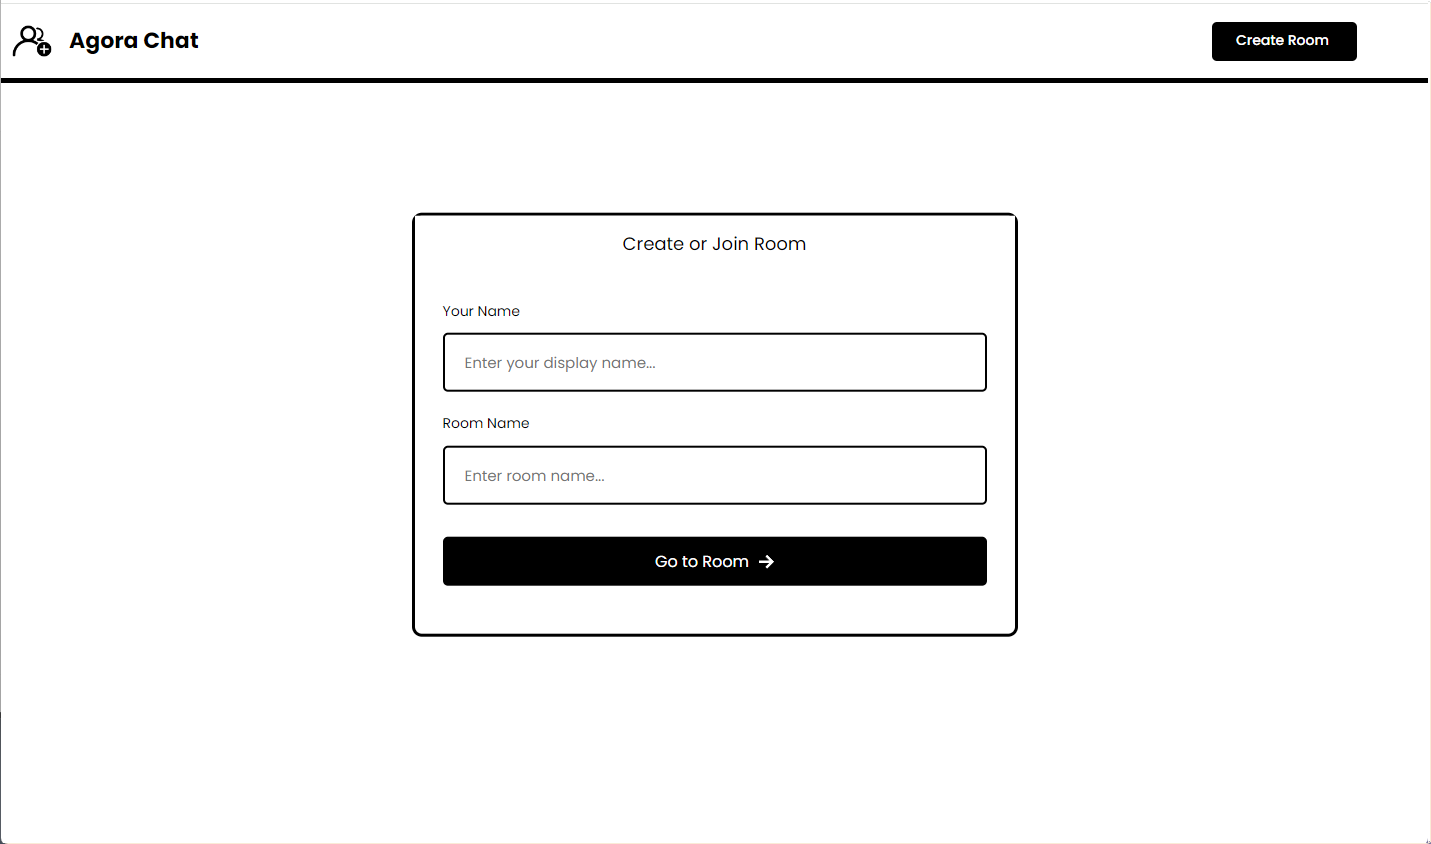 Agora Chat
Create Room
Create or Join Room
Your Name
Enter your display name...
Room Name
Enter room name...
Go to Room